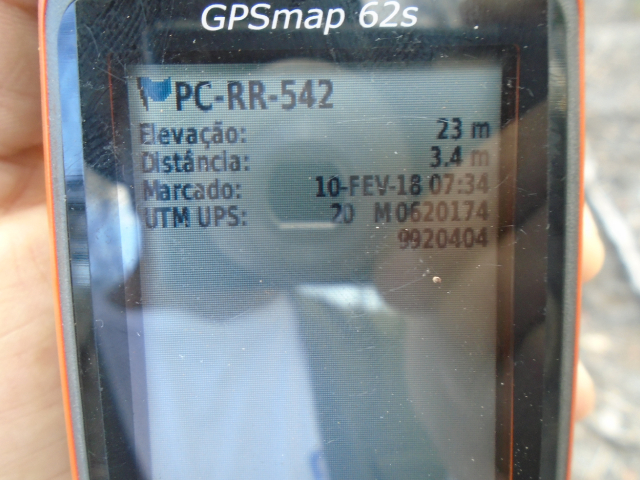 GPSmap 62s
PC-RR-542
Elevação: 23 m
Distância: 3.4 m
Marcado: 10-FEV-18 07:34
UTM UPS: 20 M 0620174
9920404